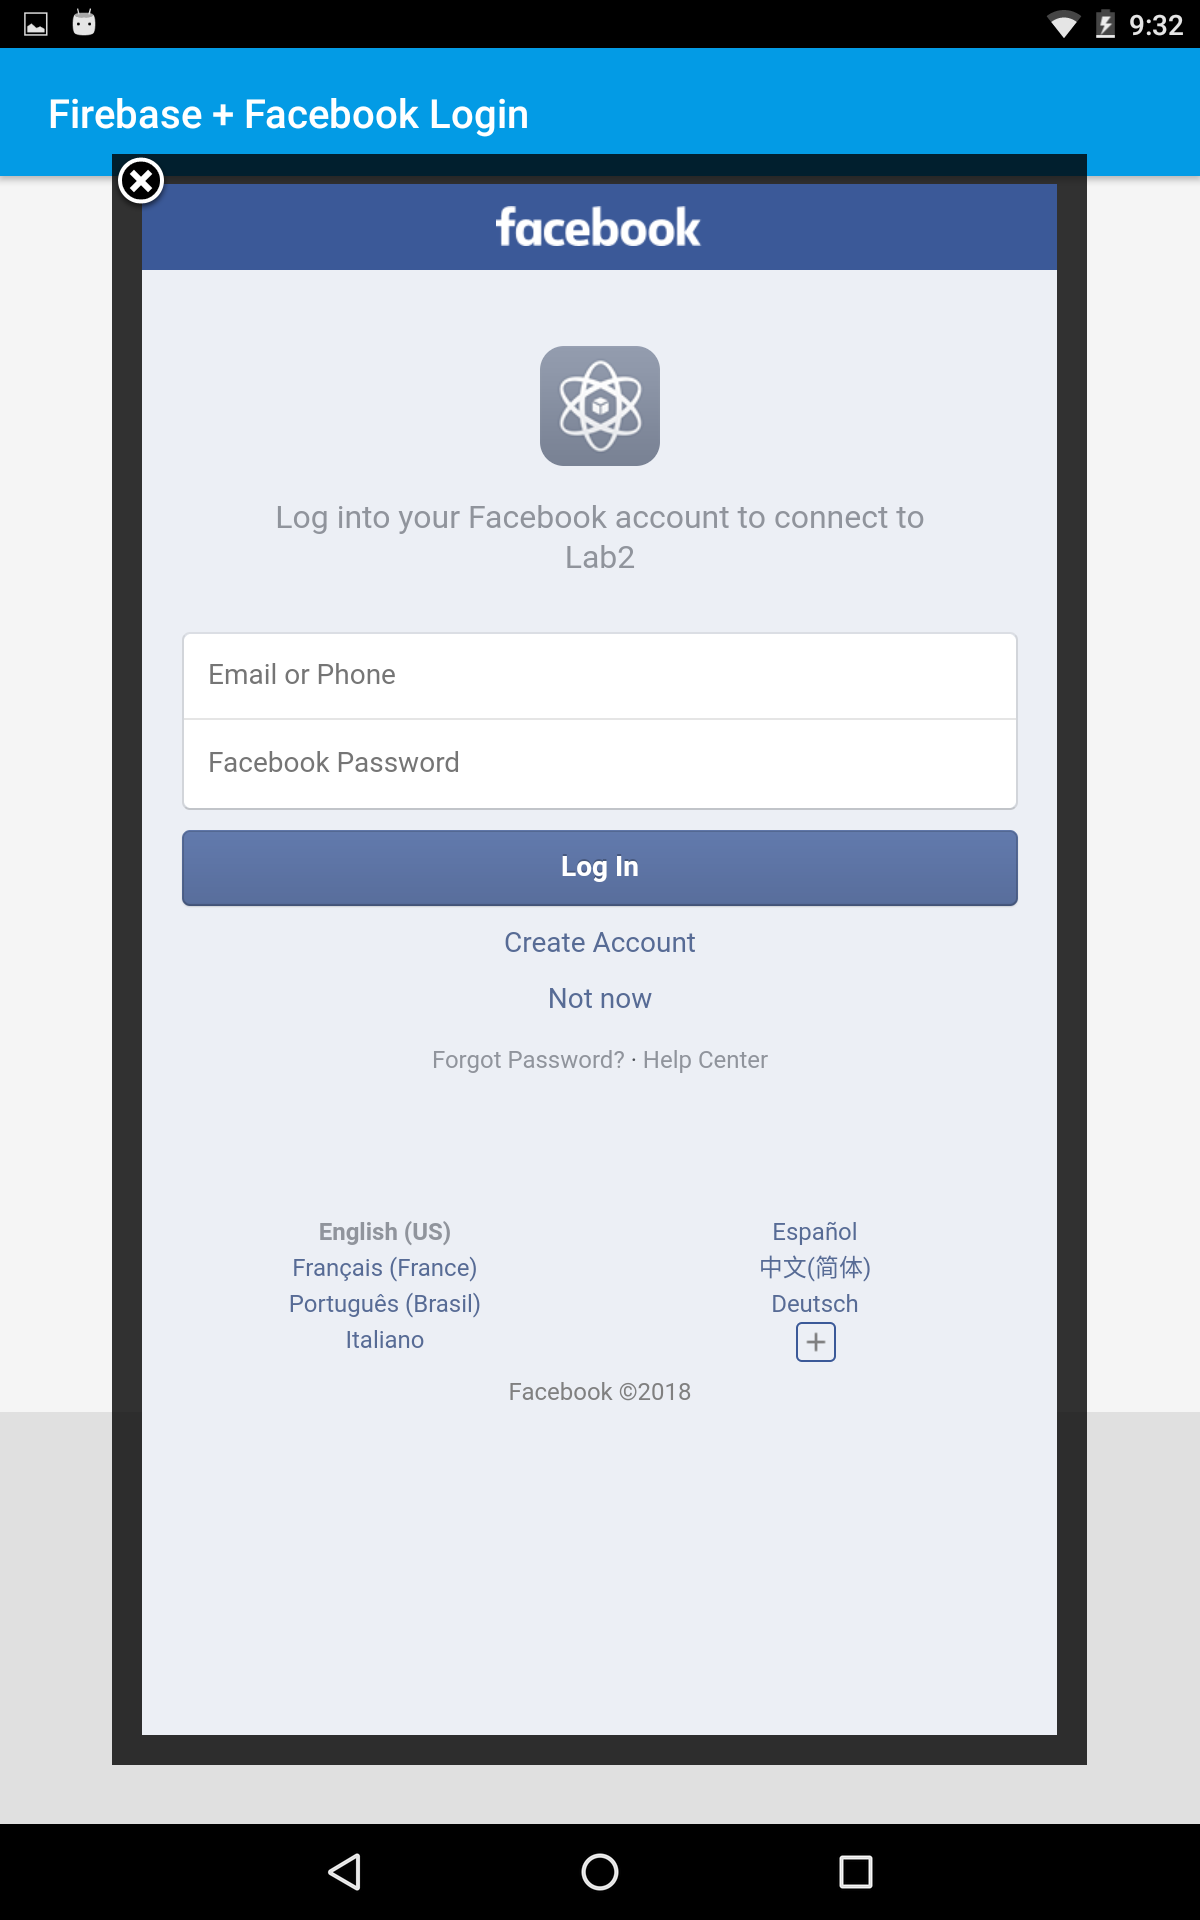 9:32
Firebase + Facebook Login
facebook
Log into your Facebook account to connect to
Lab2
Email or Phone
Facebook Password
Log In
Create Account
Not now
Forgot Password? · Help Center
English (US)
Español
Français (France)
中文(简体)
Português (Brasil)
Deutsch
Italiano
Facebook ©2018